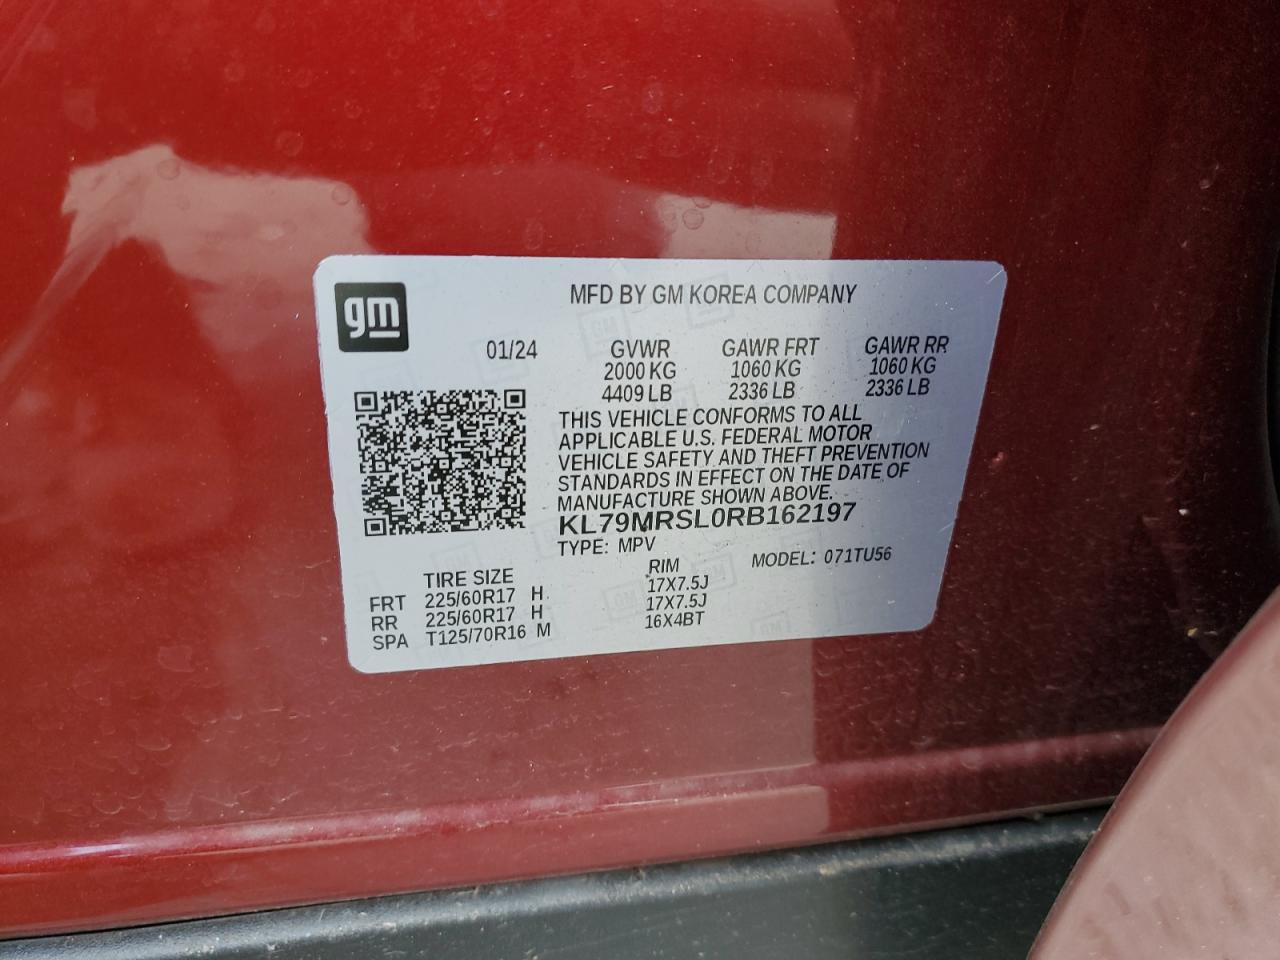 gm
MFD BY GM KOREA COMPANY
01/24 GVWR GAWR FRT GAWR RR
2000 KG 1060 KG 1060 KG
4409 LB 2336 LB 2336 LB
THIS VEHICLE CONFORMS TO ALL
APPLICABLE U.S. FEDERAL MOTOR
VEHICLE SAFETY AND THEFT PREVENTION
STANDARDS IN EFFECT ON THE DATE OF
MANUFACTURE SHOWN ABOVE.
KL79MRSL0RB162197
TYPE: MPV MODEL: 071TU56
TIRE SIZE RIM
FRT 225/60R17 H 17X7.5J
RR 225/60R17 H 17X7.5J
SPA T125/70R16 M 16X4BT